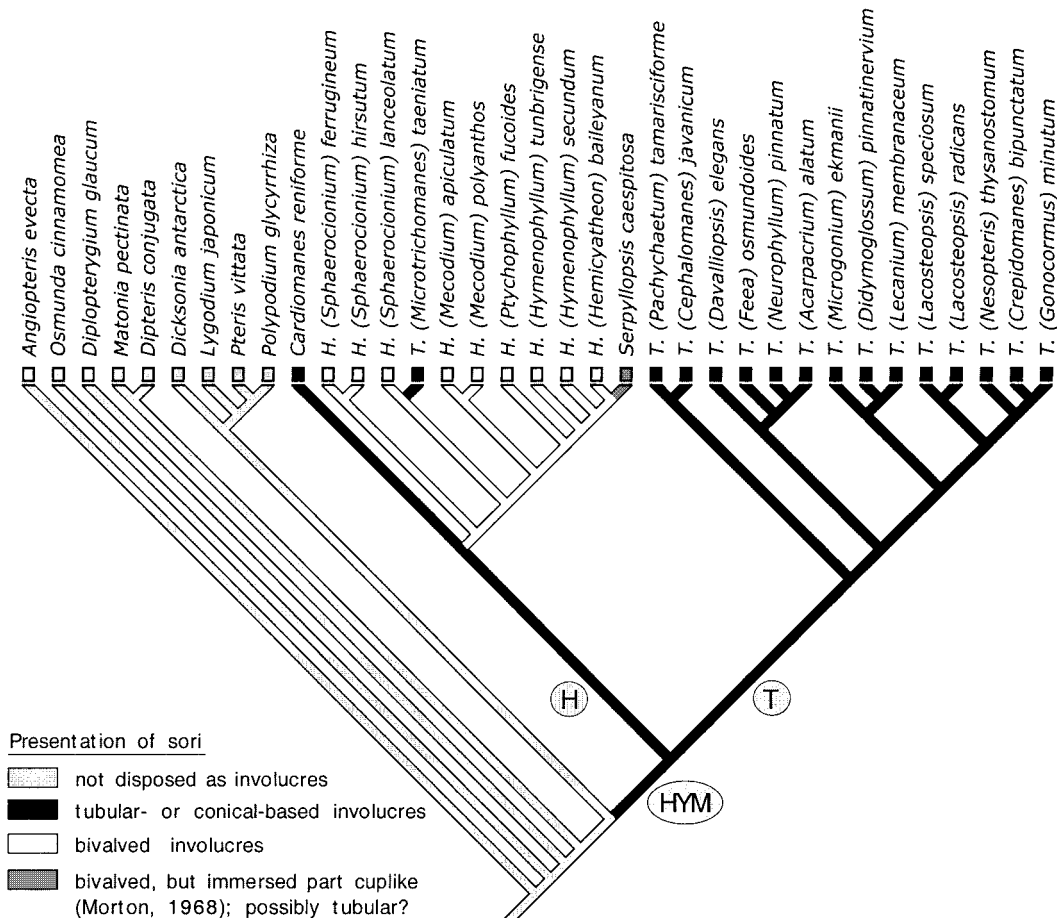 Angiopteris evecta
Osmunda cinnamomea
Diplopterygium glaucum
Matonia pectinata
Dipteris conjugata
Dicksonia antarctica
Lygodium japonicum
Pteris vittata
Polypodium glycyrrhiza
Cardiomanes reniforme
H. (Sphaerocionium) ferrugineum
H. (Sphaerocionium) hirsutum
H. (Sphaerocionium) lanceolatum
T. (Microtrichomanes) taeniatum
H. (Mecodium) apiculatum
H. (Mecodium) polyanthos
H. (Ptychophyllum) fucoides
H. (Hymenophyllum) tunbrigense
H. (Hymenophyllum) secundum
H. (Hemicyatheon) baileyanum
Serpyllopsis caespitosa
T. (Pachychaetum) tamarisciforme
T. (Cephalomanes) javanicum
T. (Davalliopsis) elegans
T. (Feea) osmundoides
T. (Neurophyllum) pinnatum
T. (Acarpacrium) alatum
T. (Microgonium) ekmanii
T. (Didymoglossum) pinnatinervium
T. (Lecanium) membranaceum
T. (Lacosteopsis) speciosum
T. (Lacosteopsis) radicans
T. (Nesopteris) thysanostomum
T. (Crepidomanes) bipunctatum
T. (Gonocormus) minutum
H
T
HYM
Presentation of sori
not disposed as involucres
tubular- or conical-based involucres
bivalved involucres
bivalved, but immersed part cuplike
(Morton, 1968); possibly tubular?